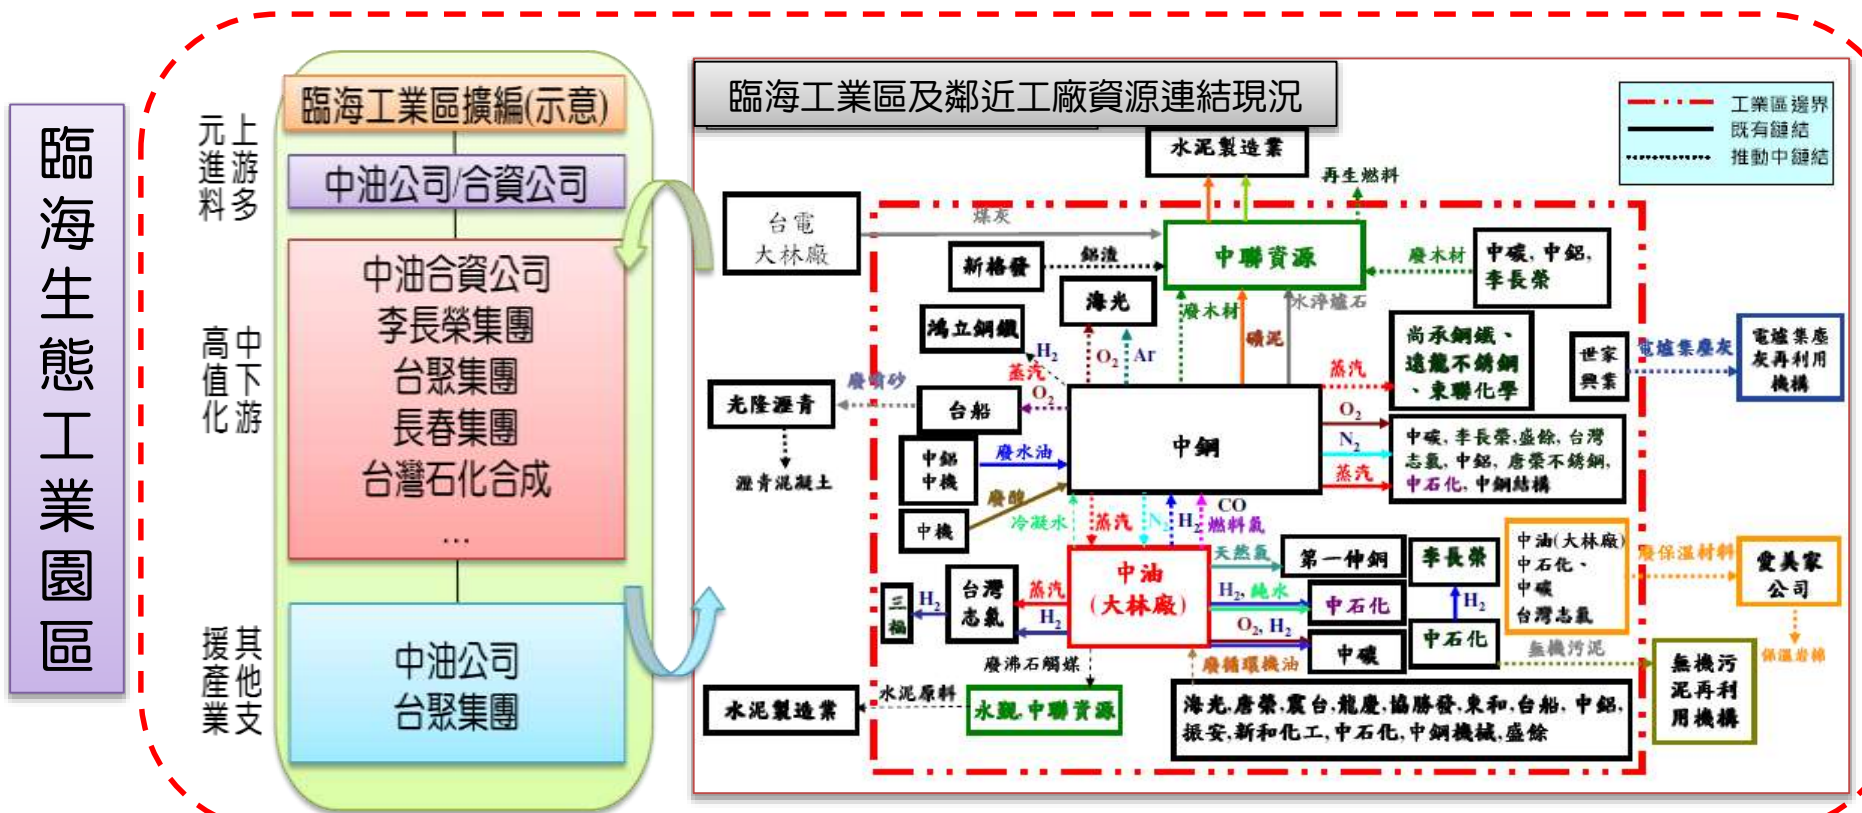 臨海生態工業園區
上游多
元進料
中下游
高值化
其他支
援產業
臨海工業區擴編(示意)
中油公司/合資公司
中油合資公司
李長榮集團
台聚集團
長春集團
台灣石化合成
...
中油公司
台聚集團
臨海工業區及鄰近工廠資源連結現況
工業區邊界
既有鏈結
推動中鏈結
水泥製造業
再生燃料
台電
大林廠
煤灰
新格發
鋁渣
中聯資源
廢木材
中碳, 中鋁,
李長榮
海光
鴻立鋼鐵
H2
O2
Ar
廢木材
礦泥
水淬爐石
尚承鋼鐵、
遠龍不銹鋼
、東聯化學
世家
興業
電爐集塵灰
電爐集塵
灰再利用
機構
光隆瀝青
廢噴砂
台船
蒸汽
O2
瀝青混凝土
中鋼
蒸汽
O2
N2
蒸汽
中碳, 李長榮,盛餘, 台灣
志氣, 中鋁, 唐榮不銹鋼,
中石化, 中鋼結構
中鋁
中機
廢水油
中機
廢酸
冷凝水
蒸汽
N2
H2
CO
燃料氣
中油
(大林廠)
天然氣
第一伸銅
H2, 純水
中石化
O2, H2
中碳
李長榮
H2
中石化
中油(大林廠)
中石化、
中碳
台灣志氣
廢保溫材料
愛美家
公司
保溫岩棉
無機污泥
無機污
泥再利
用機構
三福
H2
台灣
志氣
蒸汽
H2
廢沸石觸媒
廢循環機油
水泥製造業
水泥原料
永覲,中聯資源
海光,唐榮,震台,龍慶,協勝發,東和,台船, 中鋁,
振安,新和化工,中石化,中鋼機械,盛餘